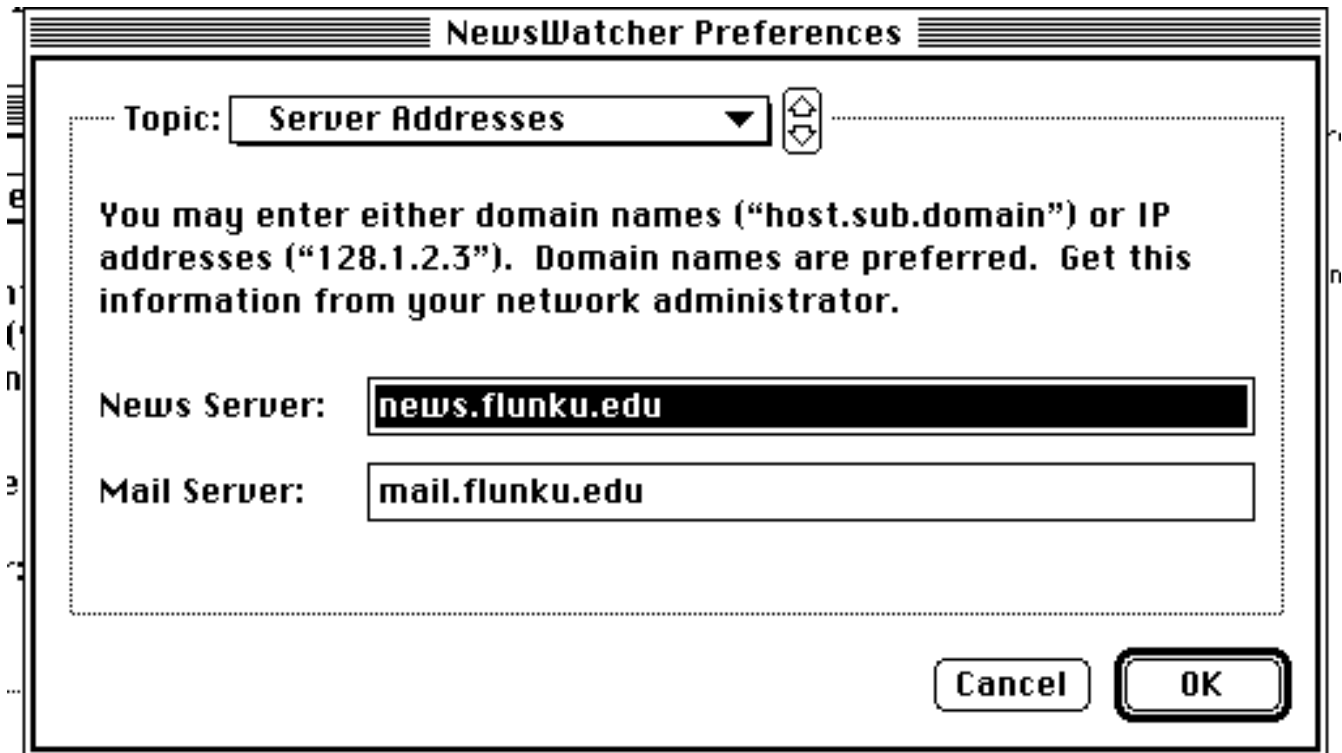 NewsWatcher Preferences
Topic: Server Addresses
You may enter either domain names (“host.sub.domain”) or IP
addresses (“128.1.2.3”).  Domain names are preferred.  Get this
information from your network administrator.
News Server: news.flunku.edu
Mail Server: mail.flunku.edu
Cancel OK